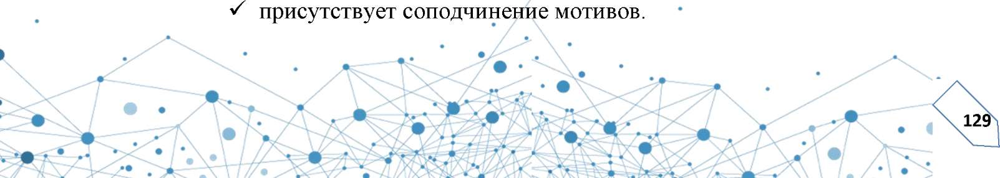 ✓ присутствует соподчинение мотивов.
129